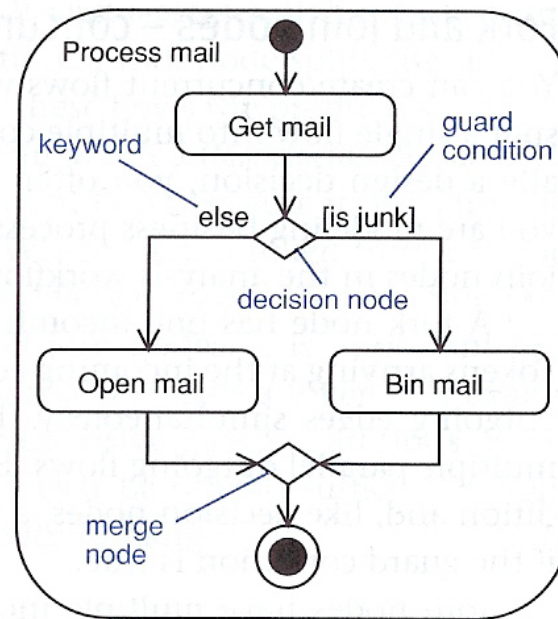 Process mail
Get mail
keyword
guard
condition
else
[is junk]
decision node
Open mail
Bin mail
merge
node